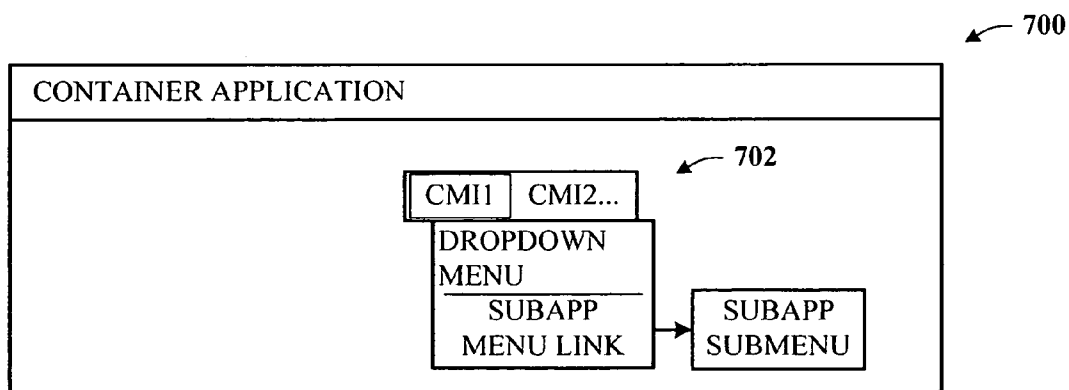 700
CONTAINER APPLICATION
702
CMI1 CMI2...
DROPDOWN
MENU
SUBAPP
MENU LINK
SUBAPP
SUBMENU